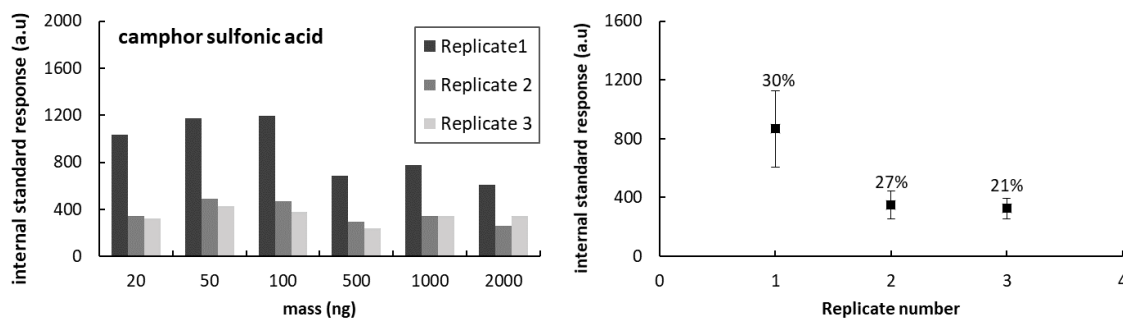 internal standard response (a.u)
2000
1600
1200
800
400
0
camphor sulfonic acid
Replicate1
Replicate 2
Replicate 3
20 50 100 500 1000 2000
mass (ng)
internal standard response (a.u)
1600
1200
800
400
0
30%
27%
21%
0 1 2 3 4
Replicate number